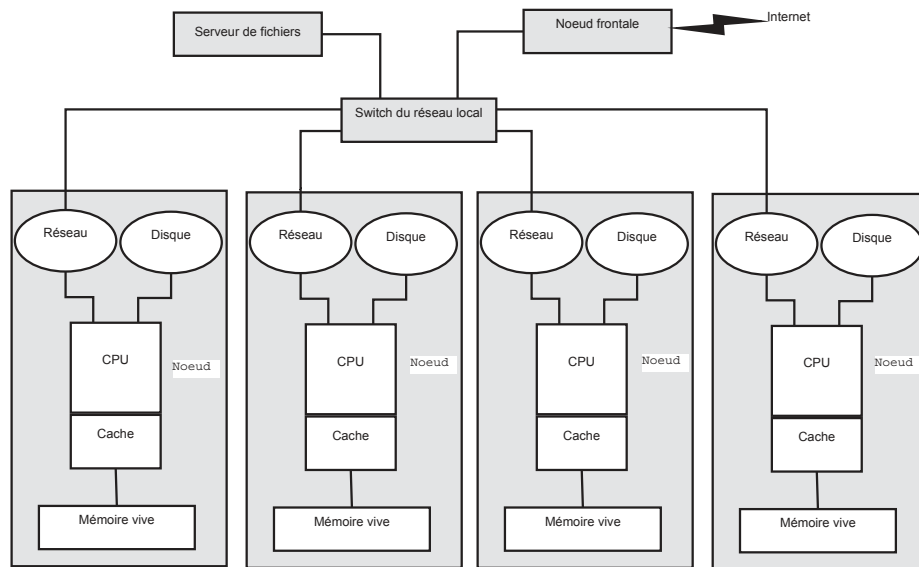 Serveur de fichiers
Noeud frontale
Internet
Switch du réseau local
Réseau
Disque
CPU
Noeud
Cache
Mémoire vive
Réseau
Disque
CPU
Noeud
Cache
Mémoire vive
Réseau
Disque
CPU
Noeud
Cache
Mémoire vive
Réseau
Disque
CPU
Noeud
Cache
Mémoire vive